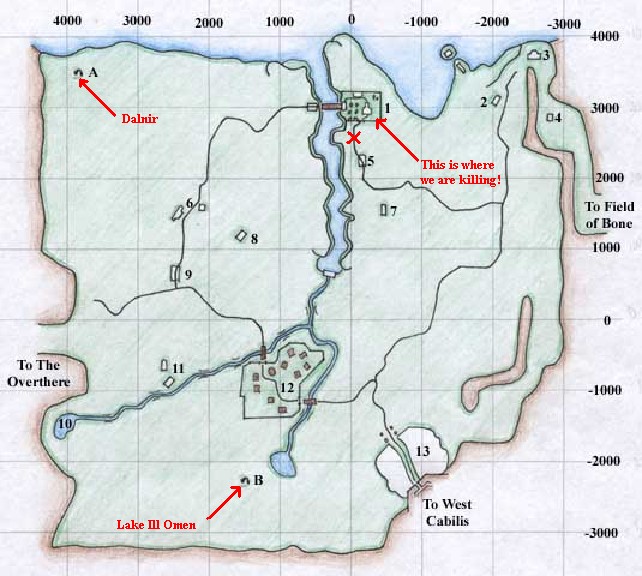 4000 3000 2000 1000 0 -1000 -2000 -3000
4000
A
3
2
3000
1
4
Dalnir
5
This is where
we are killing!
2000
6
7
To Field
of Bone
8
1000
9
0
To The
Overthere
11
12
-1000
10
13
-2000
B
To West
Cabilis
Lake Ill Omen
-3000